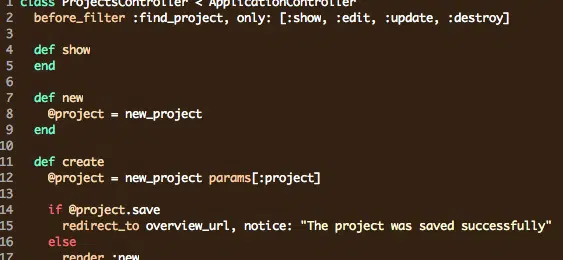 1 class ProjectsController < ApplicationController
2 before_filter :find_project, only: [:show, :edit, :update, :destroy]
3
4 def show
5 end
6
7 def new
8 @project = new_project
9 end
10
11 def create
12 @project = new_project params[:project]
13
14 if @project.save
15 redirect_to overview_url, notice: "The project was saved successfully"
16 else
17 render :new